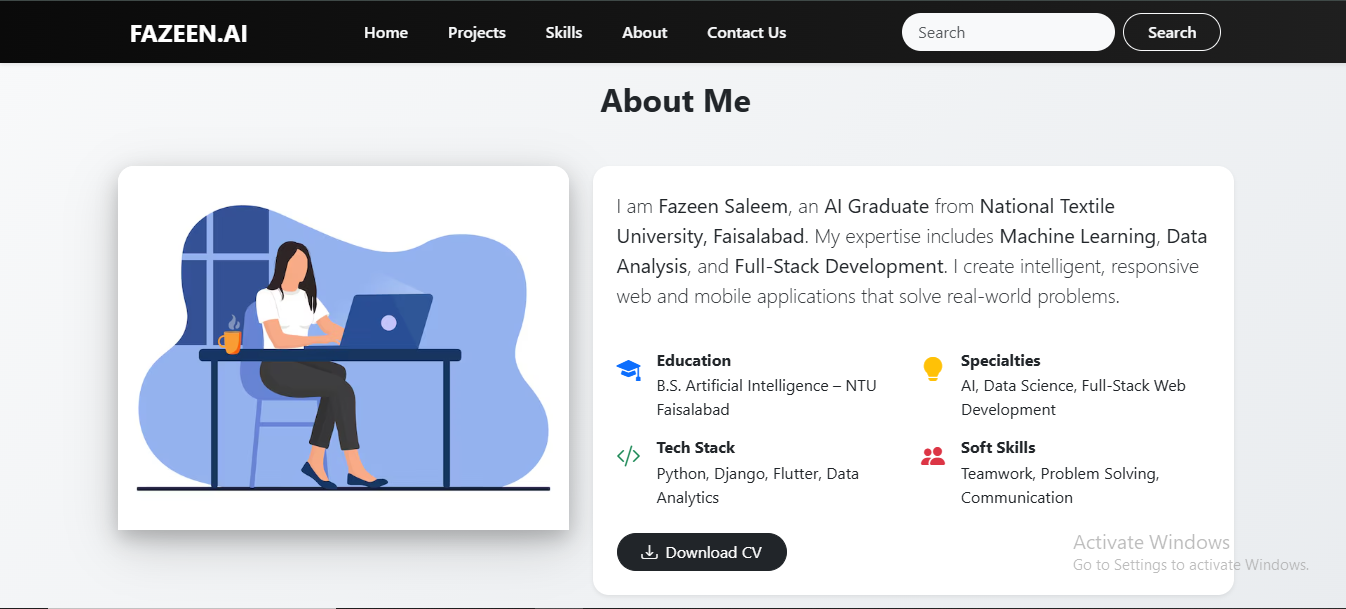 FAZEEN.AI
Home
Projects
Skills
About
Contact Us
Search
Search
About Me
I am Fazeen Saleem, an AI Graduate from National Textile
University, Faisalabad. My expertise includes Machine Learning, Data
Analysis, and Full-Stack Development. I create intelligent, responsive
web and mobile applications that solve real-world problems.
Education
B.S. Artificial Intelligence – NTU
Faisalabad
Specialties
AI, Data Science, Full-Stack Web
Development
Tech Stack
Python, Django, Flutter, Data
Analytics
Soft Skills
Teamwork, Problem Solving,
Communication
Download CV
Activate Windows
Go to Settings to activate Windows.